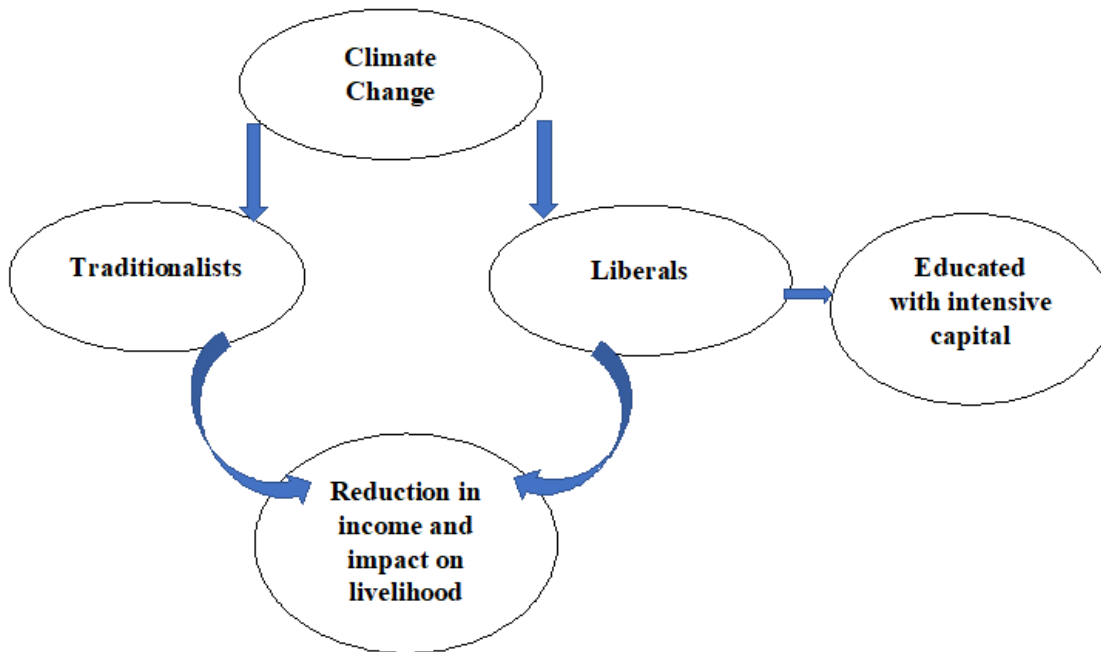 Climate
Change
Traditionalists
Liberals
Educated
with intensive
capital
Reduction in
income and
impact on
livelihood